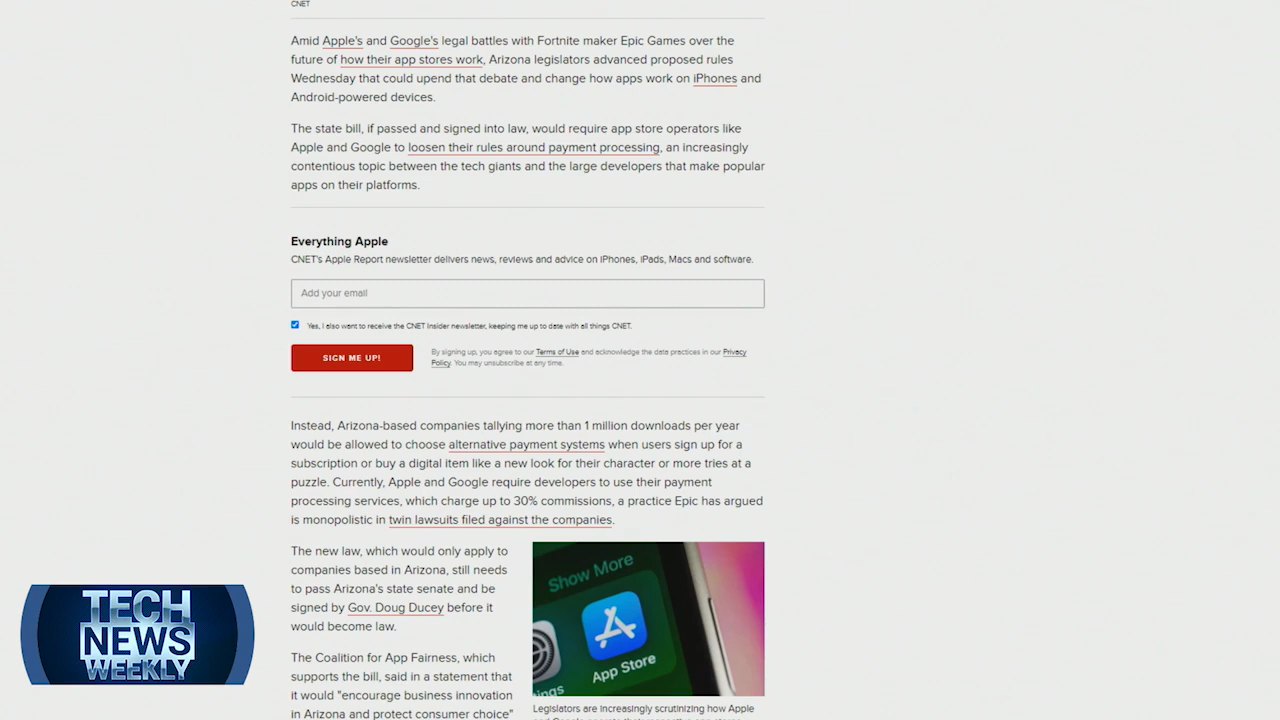 CNET
Amid Apple's and Google's legal battles with Fortnite maker Epic Games over the
future of how their app stores work, Arizona legislators advanced proposed rules
Wednesday that could upend that debate and change how apps work on iPhones and
Android-powered devices.
The state bill, if passed and signed into law, would require app store operators like
Apple and Google to loosen their rules around payment processing, an increasingly
contentious topic between the tech giants and the large developers that make popular
apps on their platforms.
Everything Apple
CNET's Apple Report newsletter delivers news, reviews and advice on iPhones, iPads, Macs and software.
Add your email
Yes, I also want to receive the CNET Insider newsletter, keeping me up to date with all things CNET.
SIGN ME UP!
By signing up, you agree to our Terms of Use and acknowledge the data practices in our Privacy
Policy. You may unsubscribe at any time.
Instead, Arizona-based companies tallying more than 1 million downloads per year
would be allowed to choose alternative payment systems when users sign up for a
subscription or buy a digital item like a new look for their character or more tries at a
puzzle. Currently, Apple and Google require developers to use their payment
processing services, which charge up to 30% commissions, a practice Epic has argued
is monopolistic in twin lawsuits filed against the companies.
The new law, which would only apply to
companies based in Arizona, still needs
to pass Arizona's state senate and be
signed by Gov. Doug Ducey before it
would become law.
The Coalition for App Fairness, which
supports the bill, said in a statement that
it would "encourage business innovation
in Arizona and protect consumer choice"
Show More
App Store
ings
Legislators are increasingly scrutinizing how Apple
and Google operate their respective app stores.
TECH
NEWS
WEEKLY